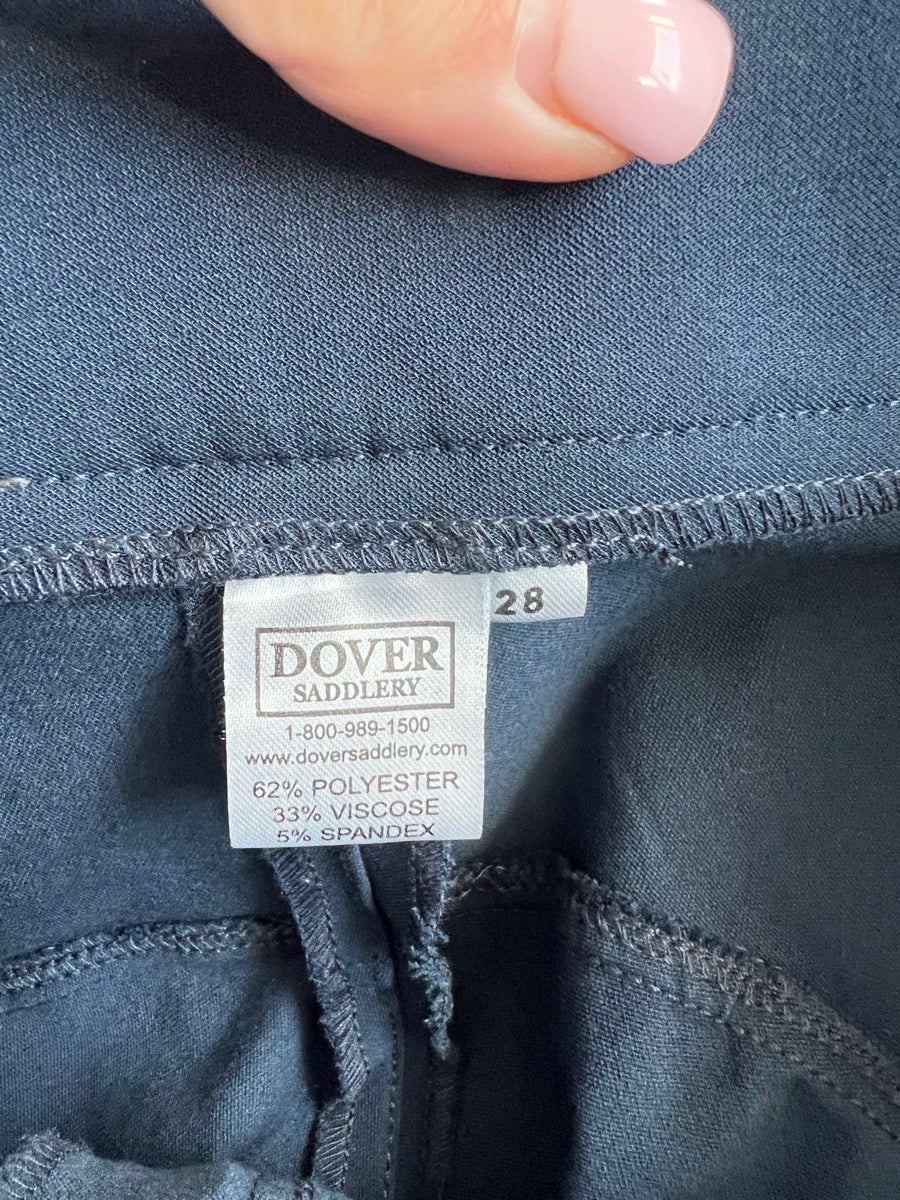 28
DOVER
SADDLERY
1-800-989-1500
www.doversaddlery.com
62% POLYESTER
33% VISCOSE
5% SPANDEX